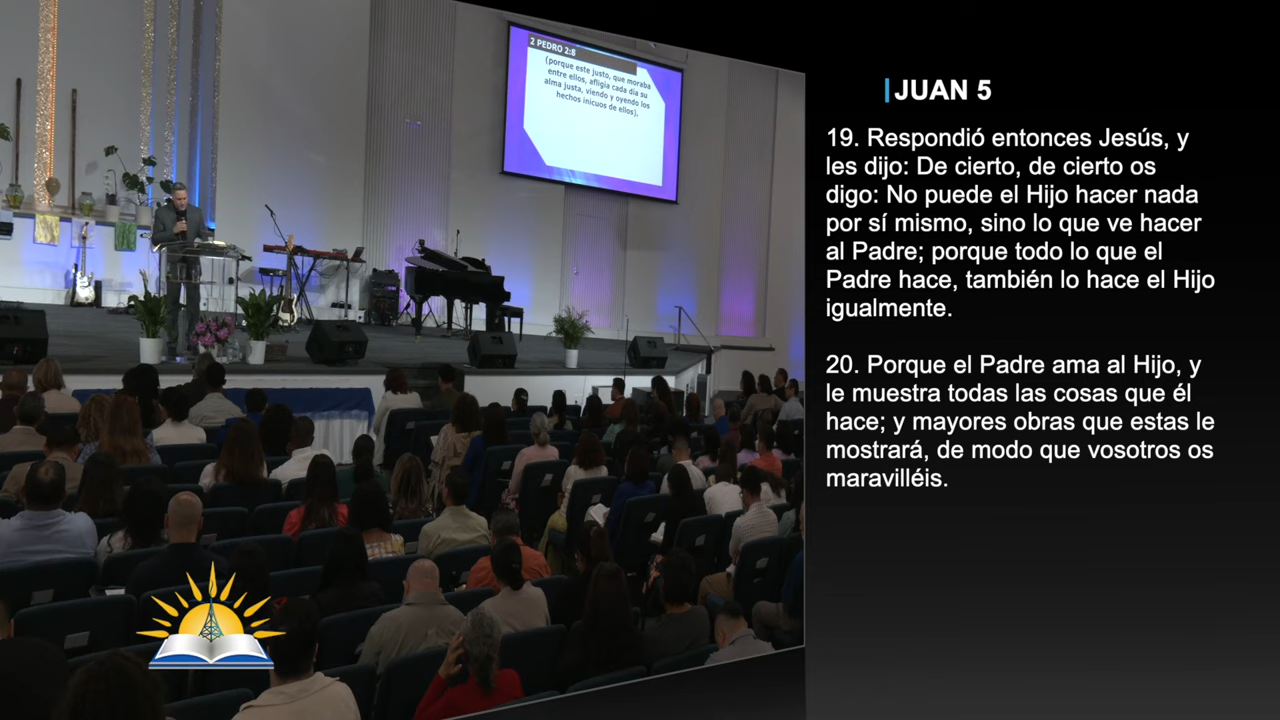 2 PEDRO 2:8
(porque este justo, que moraba
entre ellos, afligía cada día su
alma justa, viendo y oyendo los
hechos inicuos de ellos),
JUAN 5
19. Respondió entonces Jesús, y
les dijo: De cierto, de cierto os
digo: No puede el Hijo hacer nada
por sí mismo, sino lo que ve hacer
al Padre; porque todo lo que el
Padre hace, también lo hace el Hijo
igualmente.
20. Porque el Padre ama al Hijo, y
le muestra todas las cosas que él
hace; y mayores obras que estas le
mostrará, de modo que vosotros os
maravilléis.